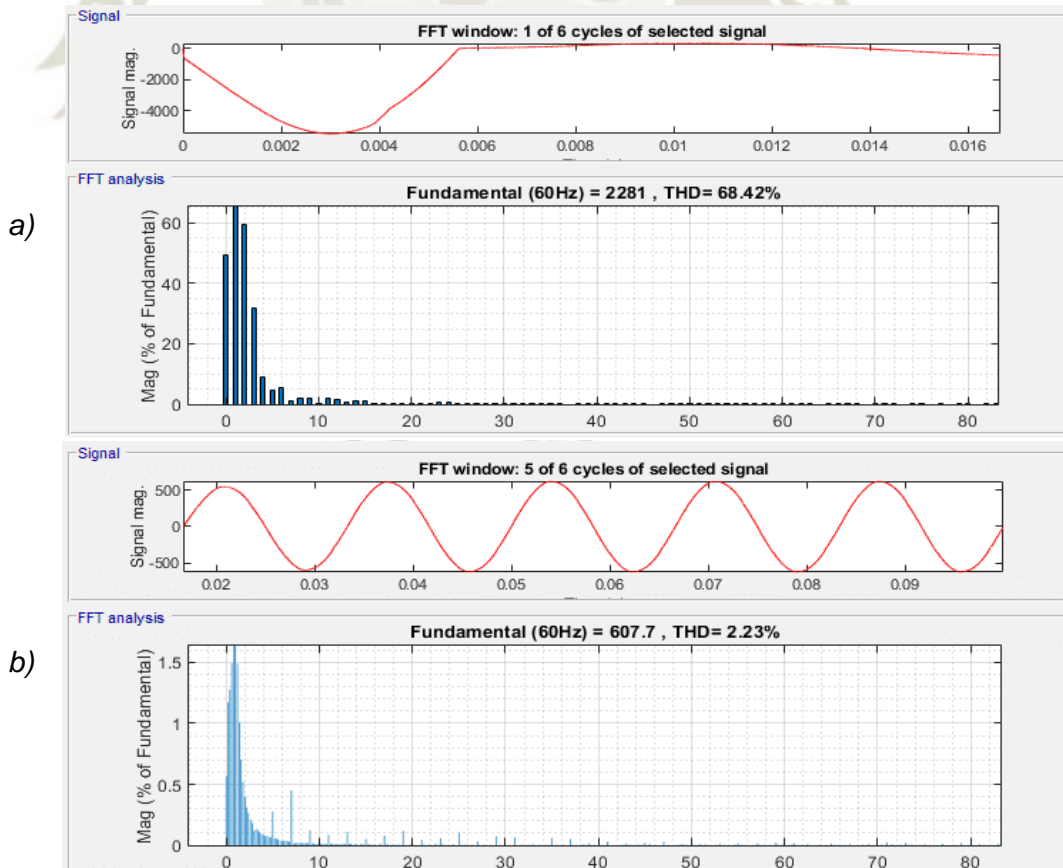 Signal
FFT window: 1 of 6 cycles of selected signal
Signal mag.
0
-2000
-4000
0 0.002 0.004 0.006 0.008 0.01 0.012 0.014 0.016
FFT analysis
Fundamental (60Hz) = 2281 , THD= 68.42%
a)
Mag (% of Fundamental)
60
40
20
0
0 10 20 30 40 50 60 70 80
Signal
FFT window: 5 of 6 cycles of selected signal
Signal mag.
500
0
-500
0.02 0.03 0.04 0.05 0.06 0.07 0.08 0.09
FFT analysis
Fundamental (60Hz) = 607.7 , THD= 2.23%
b)
Mag (% of Fundamental)
1.5
1
0.5
0
0 10 20 30 40 50 60 70 80